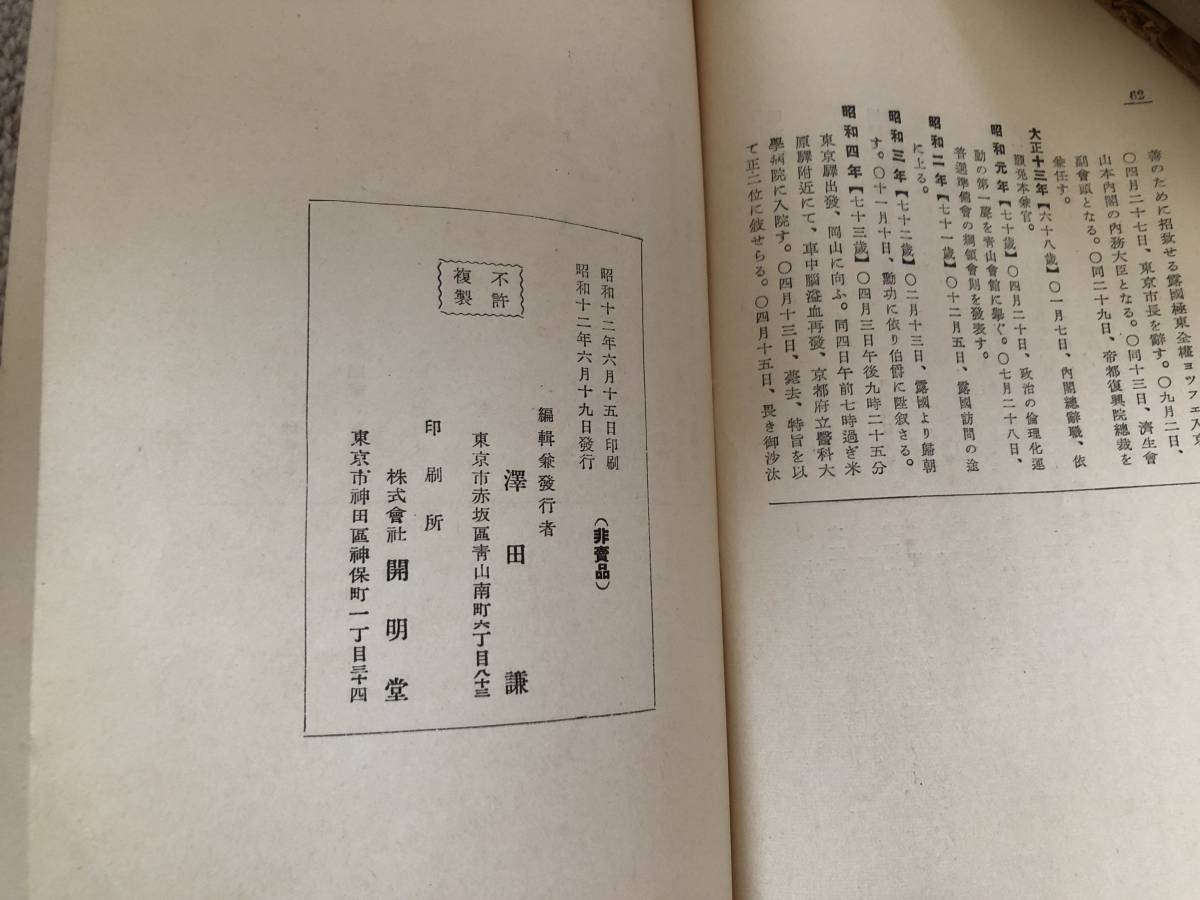 62
善のために招致せる露國極東全權ヨツフエ入京
〇四月二十七日、東京市長を辭す。〇九月二日、
山本內閣の內務大臣となる。〇同十三日、濟生會
副會頭となる。〇同二十九日、帝都復興院總裁を
兼任す。
大正十三年【六十八歲】〇一月七日、內閣總辭職、依
願免本兼官。
昭和元年【七十歲】〇四月二十日、政治の倫理化運
動の第一聲を青山會館に擧ぐ。〇七月二十八日、
普選準備會の綱領會則を發表す。
昭和二年【七十一歲】〇十二月五日、露國訪問の途
に上る。
昭和三年【七十二歲】〇二月十三日、露國より歸朝
す。〇十一月十日、勳功に依り伯爵に陞敍さる。
昭和四年【七十三歲】〇四月三日午後九時二十五分
東京驛出發、岡山に向ふ。同四日午前七時過ぎ米
原驛附近にて、車中腦溢血再發、京都府立醫科大
學病院に入院す。〇四月十三日、薨去、特旨を以
て正二位に敍せらる。〇四月十五日、畏き御沙汰
昭和十二年六月十五日印刷
昭和十二年六月十九日發行
(非賣品)
不許
複製
編輯兼發行者
澤田謙
東京市赤坂區靑山南町六丁目八十三
印刷所
株式會社開明堂
東京市神田區神保町一丁目三十四